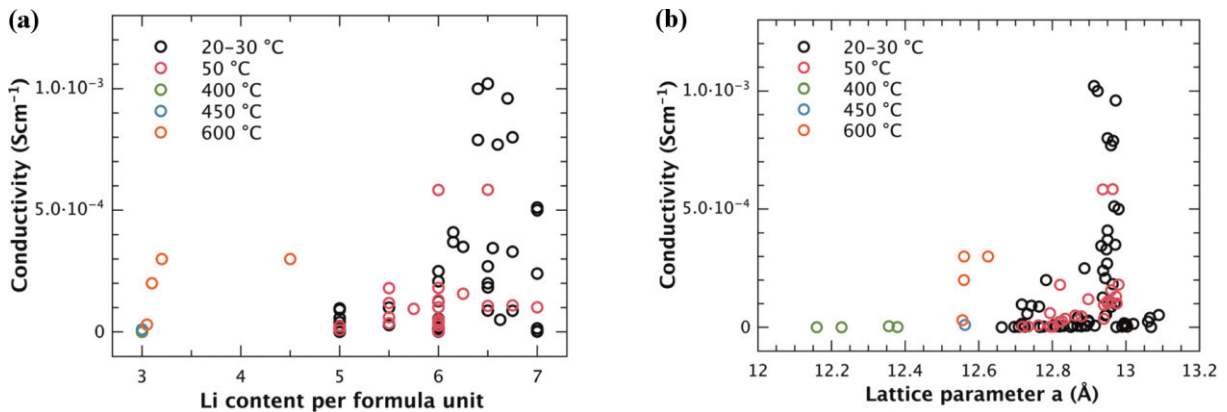 (a)
20–30 °C
50 °C
400 °C
450 °C
600 °C
1.0·10⁻³
5.0·10⁻⁴
0
Conductivity (Scm⁻¹)
3 4 5 6 7
Li content per formula unit
(b)
20–30 °C
50 °C
400 °C
450 °C
600 °C
1.0·10⁻³
5.0·10⁻⁴
0
Conductivity (Scm⁻¹)
12 12.2 12.4 12.6 12.8 13 13.2
Lattice parameter a (Å)